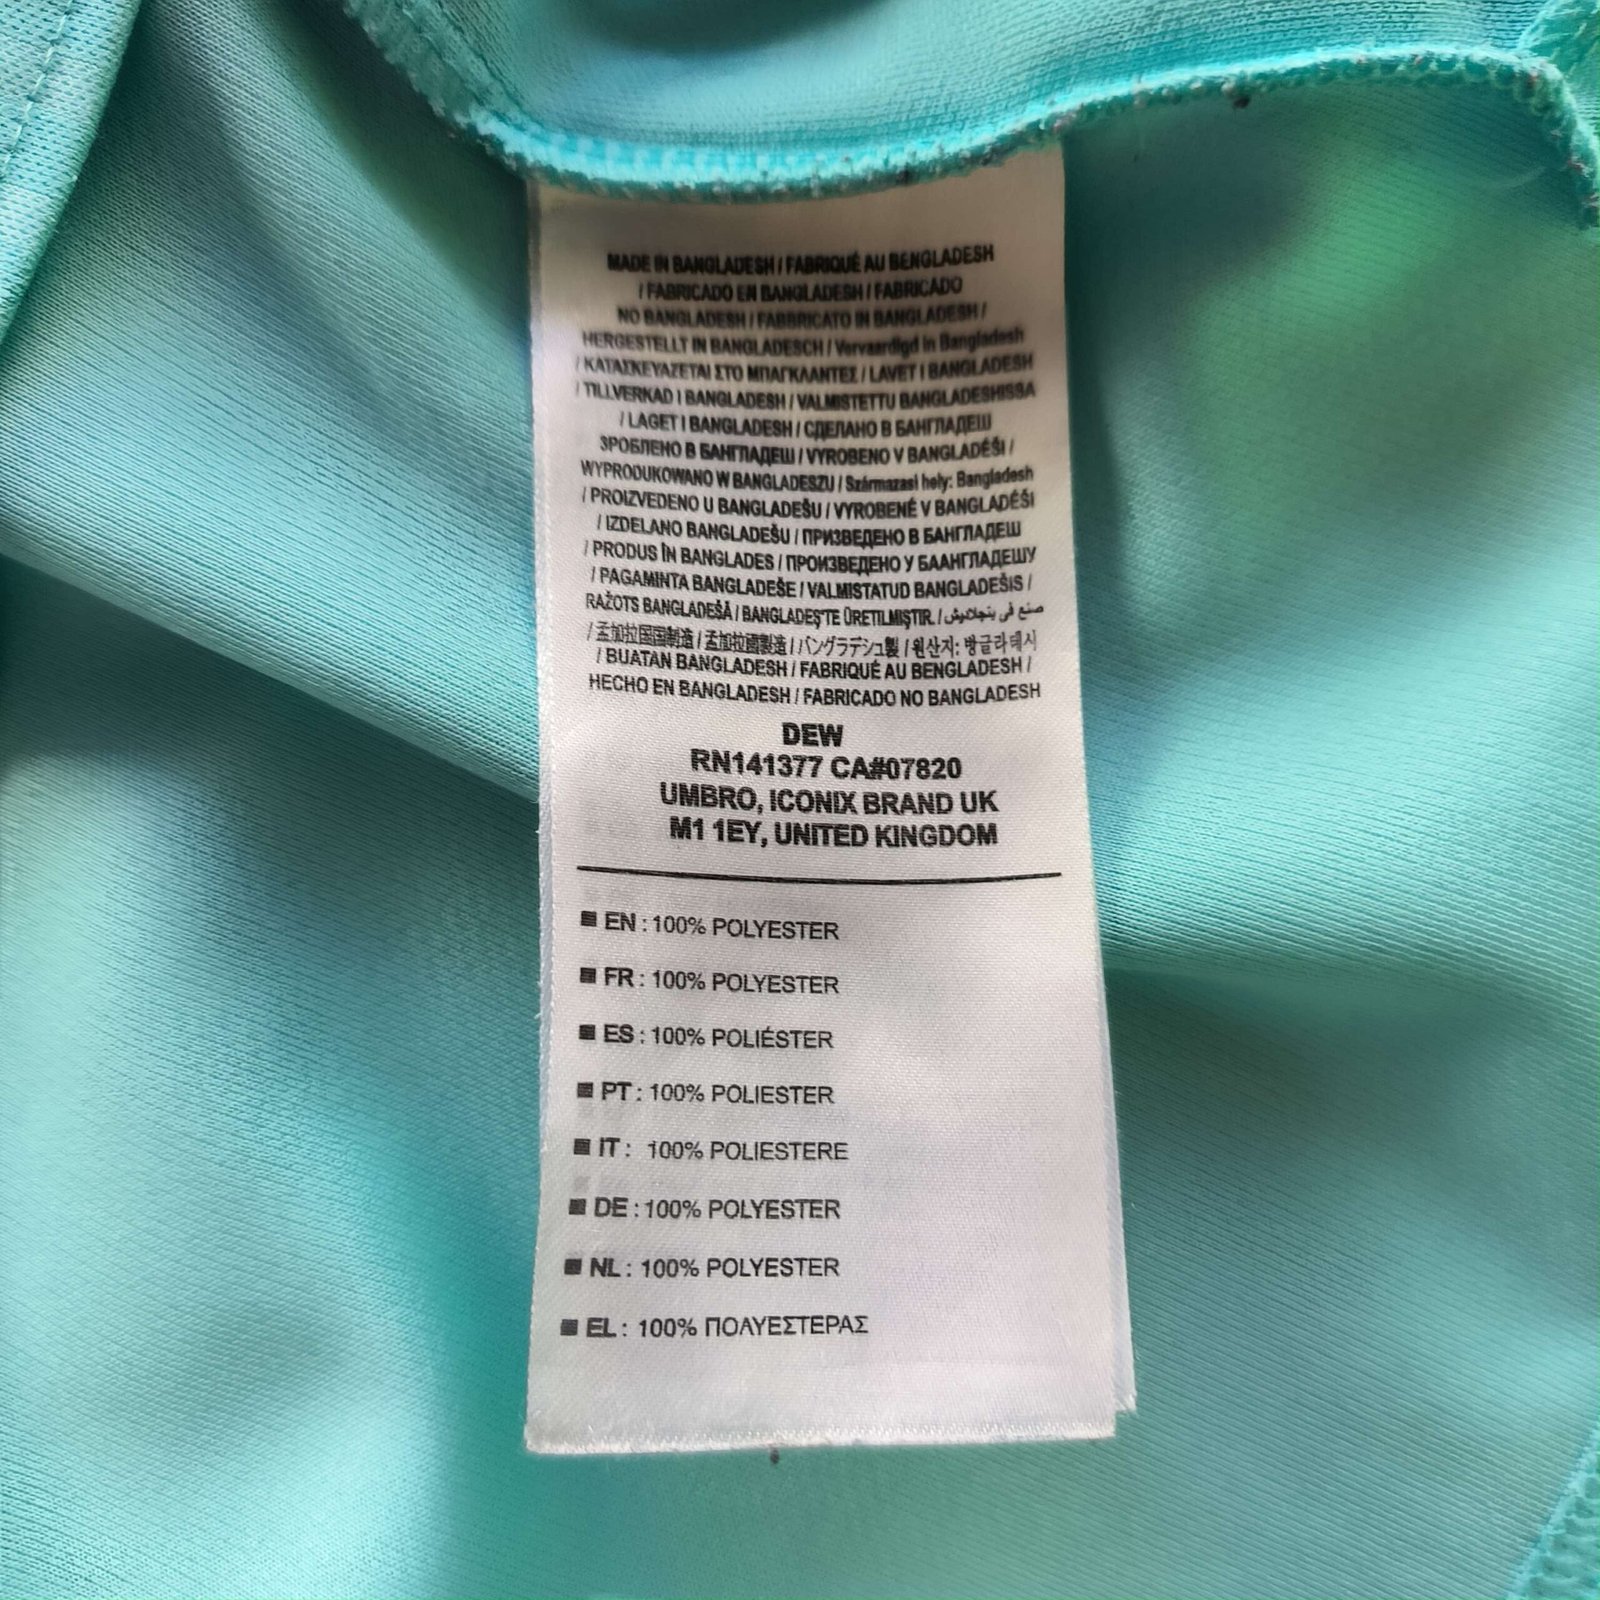 MADE IN BANGLADESH / FABRIQUÉ AU BENGLADESH
/ FABRICADO EN BANGLADESH / FABRICADO
NO BANGLADESH / FABBRICATO IN BANGLADESH /
HERGESTELLT IN BANGLADESCH / Vervaardigd in Bangladesh
/ ΚΑΤΑΣΚΕΥΑΖΕΤΑΙ ΣΤΟ ΜΠΑΓΚΛΑΝΤΕΣ / LAVET I BANGLADESH
/ TILLVERKAD I BANGLADESH / VALMISTETTU BANGLADESHISSA
/ LAGET I BANGLADESH / СДЕЛАНО В БАНГЛАДЕШ
ЗРОБЛЕНО В БАНГЛАДЕШ / VYROBENO V BANGLADÉŠI /
WYPRODUKOWANO W BANGLADESZU / Származasi hely: Bangladesh
/ PROIZVEDENO U BANGLADEŠU / VYROBENÉ V BANGLADÉŠI
/ IZDELANO BANGLADEŠU / ПРИЗВЕДЕНО В БАНГЛАДЕШ
/ PRODUS ÎN BANGLADES / ПРОИЗВЕДЕНО У БААНГЛАДЕШУ
/ PAGAMINTA BANGLADEŠE / VALMISTATUD BANGLADEŠIS /
RAŽOTS BANGLADEŠĀ / BANGLADEŞ'TE ÜRETILMIŞTIR. / صنع في بنجلاديش
/ 孟加拉国国制造 / 孟加拉國製造 / バングラデシュ製 / 원산지: 방글라데시
/ BUATAN BANGLADESH / FABRIQUÉ AU BENGLADESH /
HECHO EN BANGLADESH / FABRICADO NO BANGLADESH
DEW
RN141377 CA#07820
UMBRO, ICONIX BRAND UK
M1 1EY, UNITED KINGDOM
■ EN : 100% POLYESTER
■ FR : 100% POLYESTER
■ ES : 100% POLIÉSTER
■ PT : 100% POLIESTER
■ IT : 100% POLIESTERE
■ DE : 100% POLYESTER
■ NL : 100% POLYESTER
■ EL : 100% ΠΟΛΥΕΣΤΕΡΑΣ